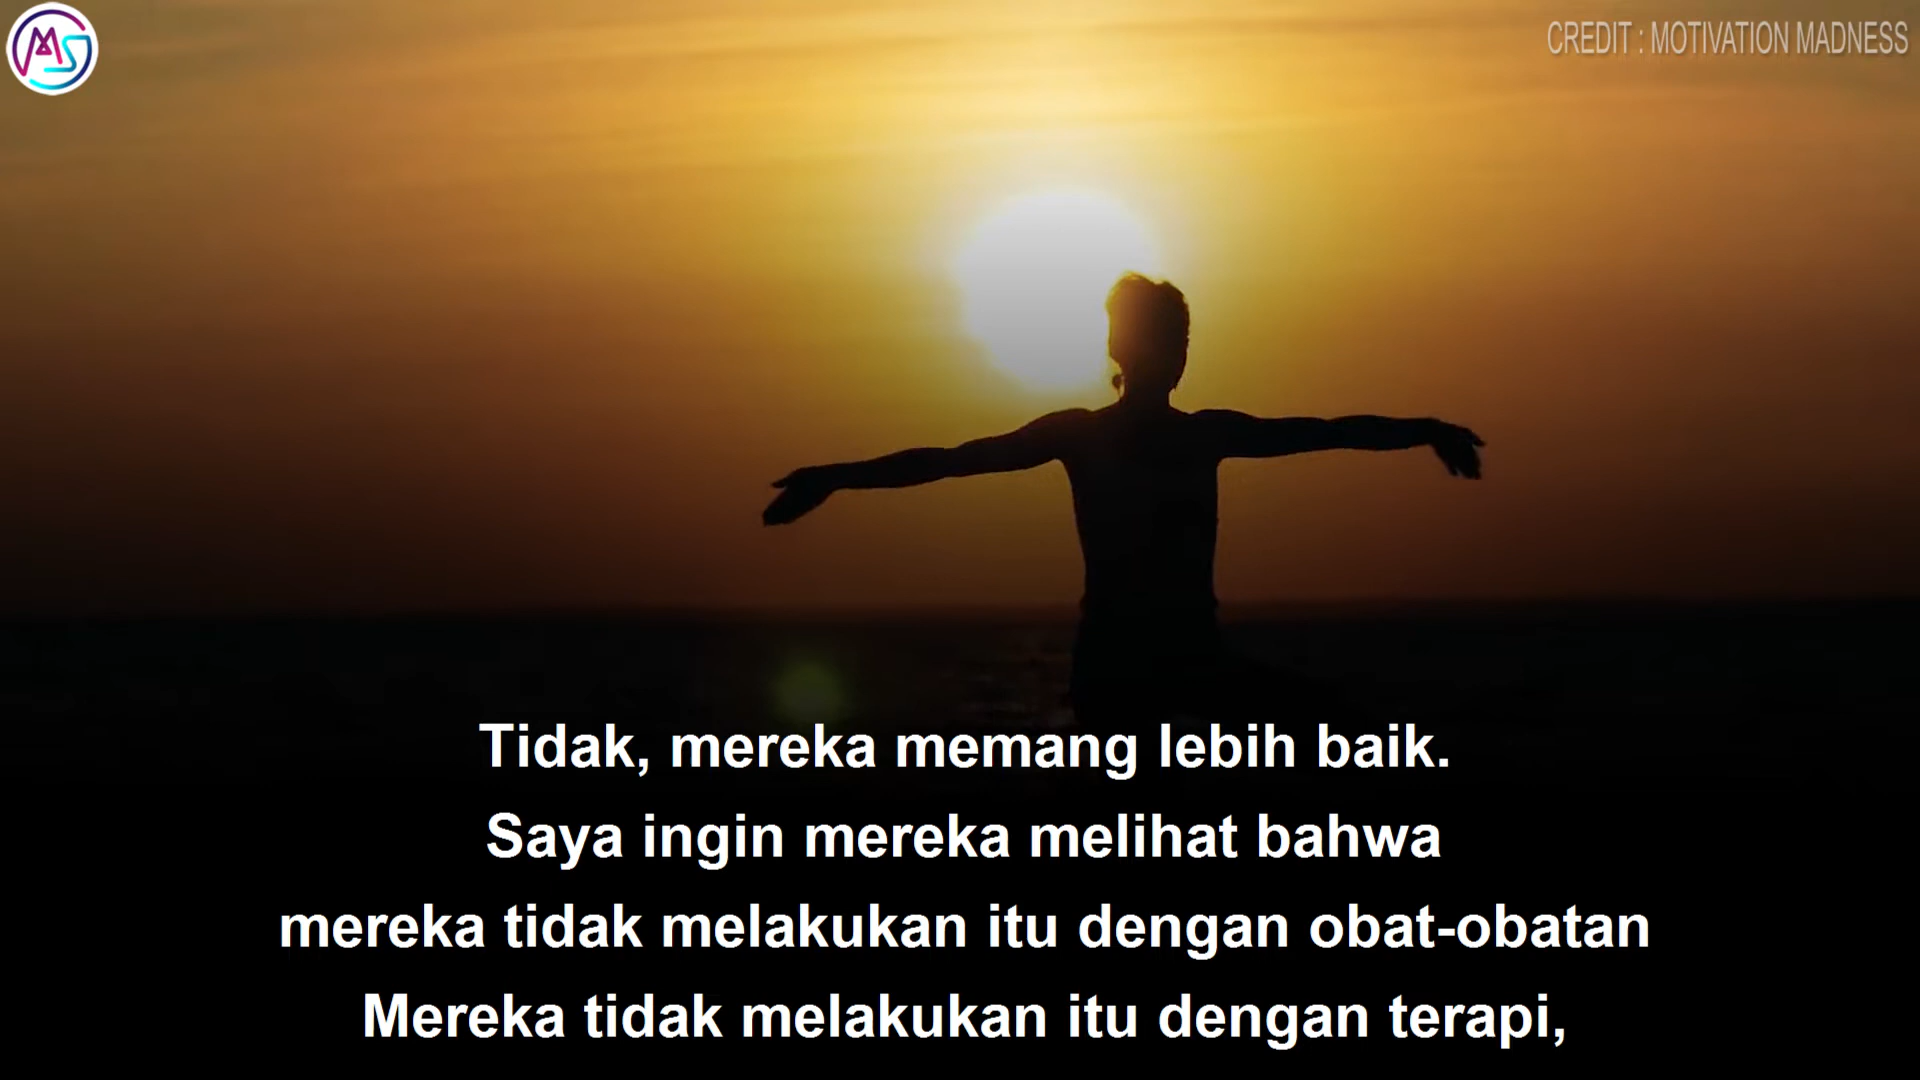 MS
CREDIT : MOTIVATION MADNESS
Tidak, mereka memang lebih baik.
Saya ingin mereka melihat bahwa
mereka tidak melakukan itu dengan obat-obatan
Mereka tidak melakukan itu dengan terapi,